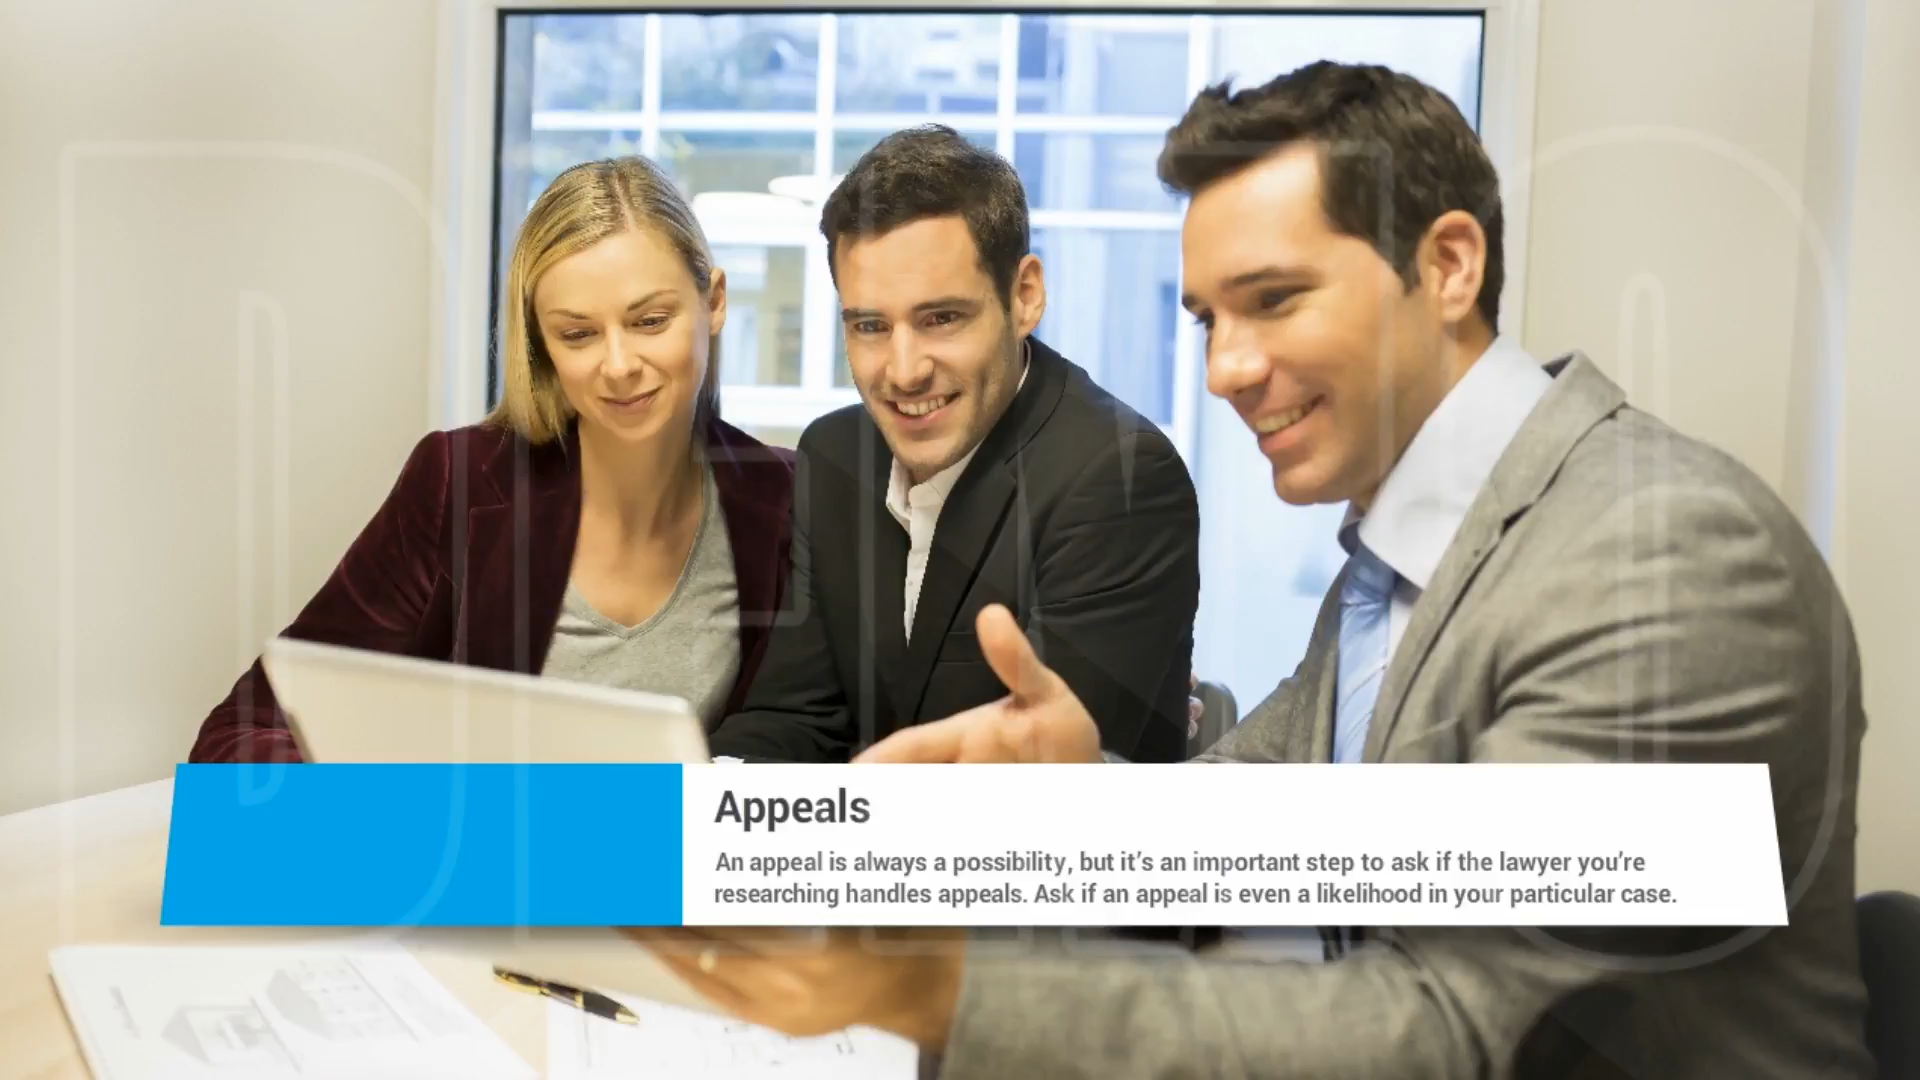 DEMO
Appeals
An appeal is always a possibility, but it’s an important step to ask if the lawyer you’re
researching handles appeals. Ask if an appeal is even a likelihood in your particular case.